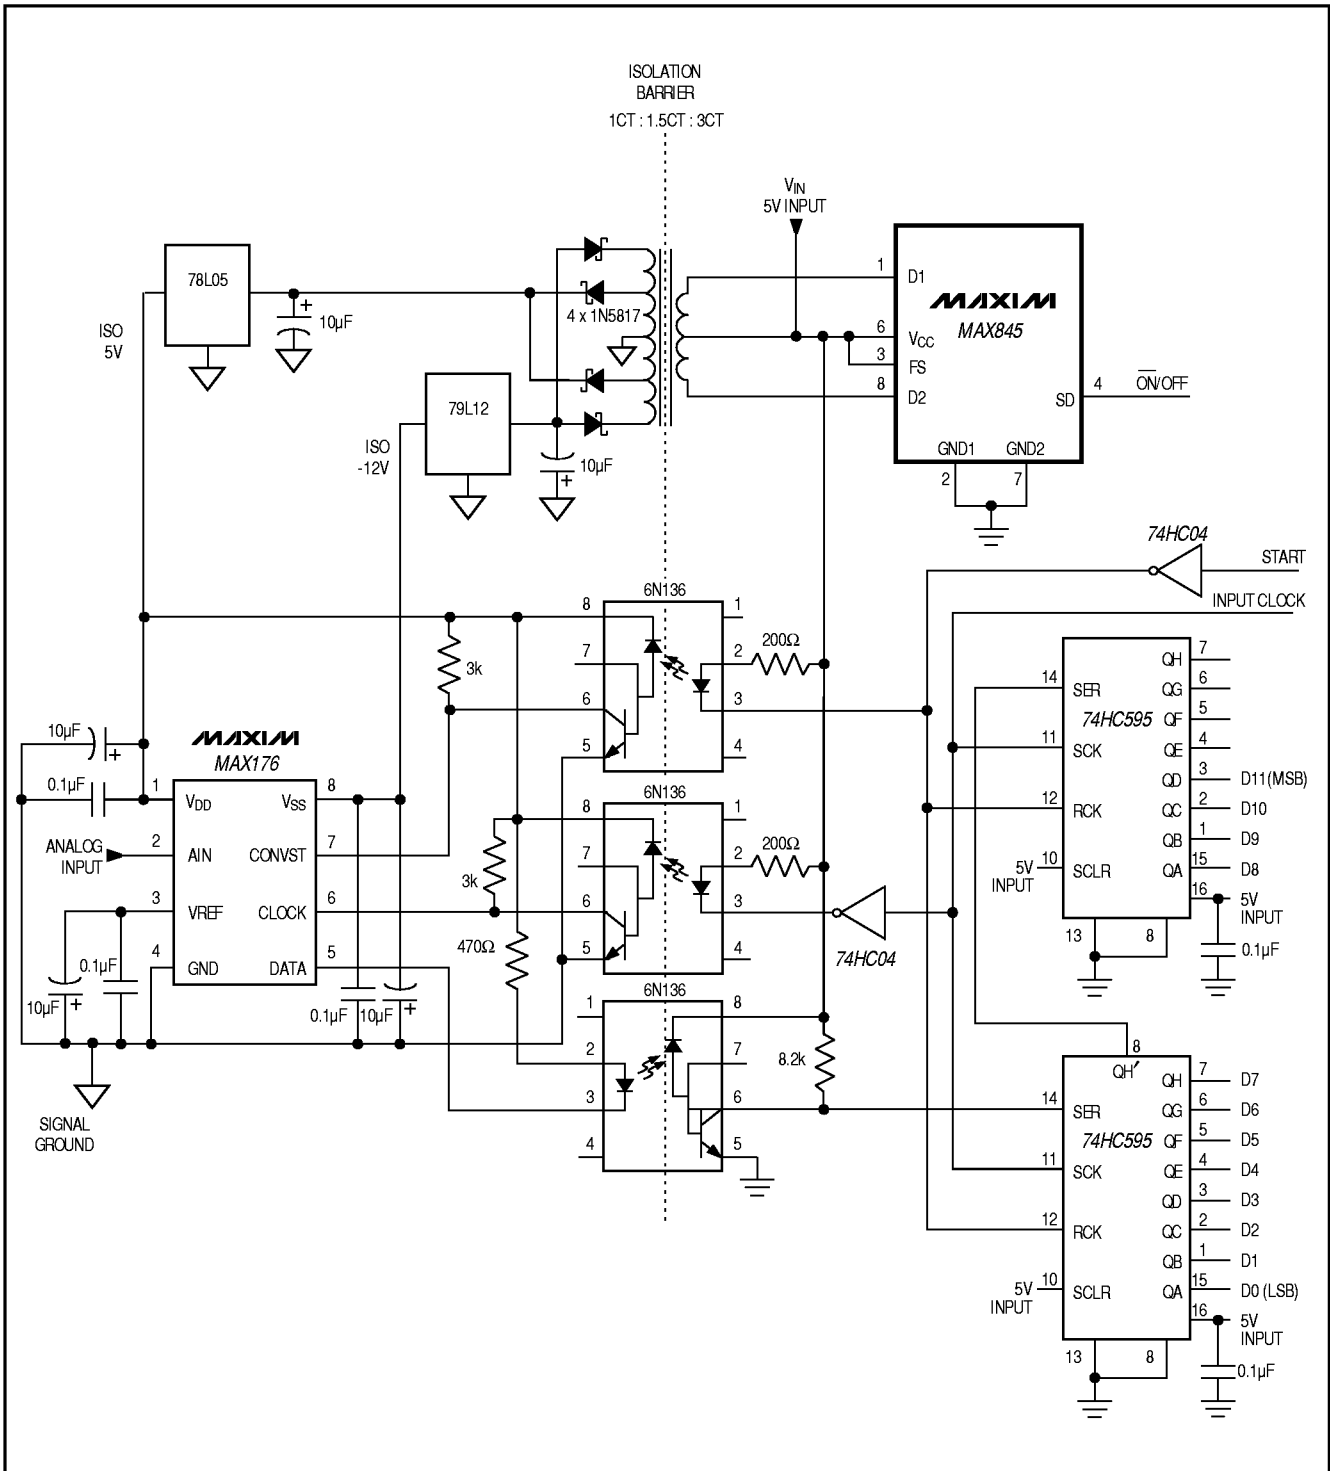 ISOLATION
BARRIER
1CT : 1.5CT : 3CT
VIN
5V INPUT
78L05
ISO
5V
+
10µF
4 x 1N5817
79L12
ISO
-12V
10µF
+
1
D1
MAXIM
MAX845
6
VCC
3
FS
8
D2
SD
4
ON/OFF
GND1
GND2
2
7
74HC04
START
INPUT CLOCK
6N136
8
7
6
5
1
2
3
4
200Ω
3k
10µF
+
0.1µF
MAXIM
MAX176
1
VDD
VSS
8
ANALOG
INPUT
2
AIN
CONVST
7
3
VREF
CLOCK
6
4
GND
DATA
5
0.1µF
10µF
+
0.1µF
10µF
+
SIGNAL
GROUND
3k
470Ω
6N136
8
7
6
5
1
2
3
4
200Ω
74HC04
6N136
1
2
3
4
8
7
6
5
8.2k
74HC595
14
SER
11
SCK
12
RCK
5V
INPUT
10
SCLR
QH
7
QG
6
QF
5
QE
4
QD
3
D11 (MSB)
QC
2
D10
QB
1
D9
QA
15
D8
16
5V
INPUT
13
8
0.1µF
8
QH′
74HC595
14
SER
11
SCK
12
RCK
5V
INPUT
10
SCLR
QH
7
D7
QG
6
D6
QF
5
D5
QE
4
D4
QD
3
D3
QC
2
D2
QB
1
D1
QA
15
D0 (LSB)
16
5V
INPUT
13
8
0.1µF